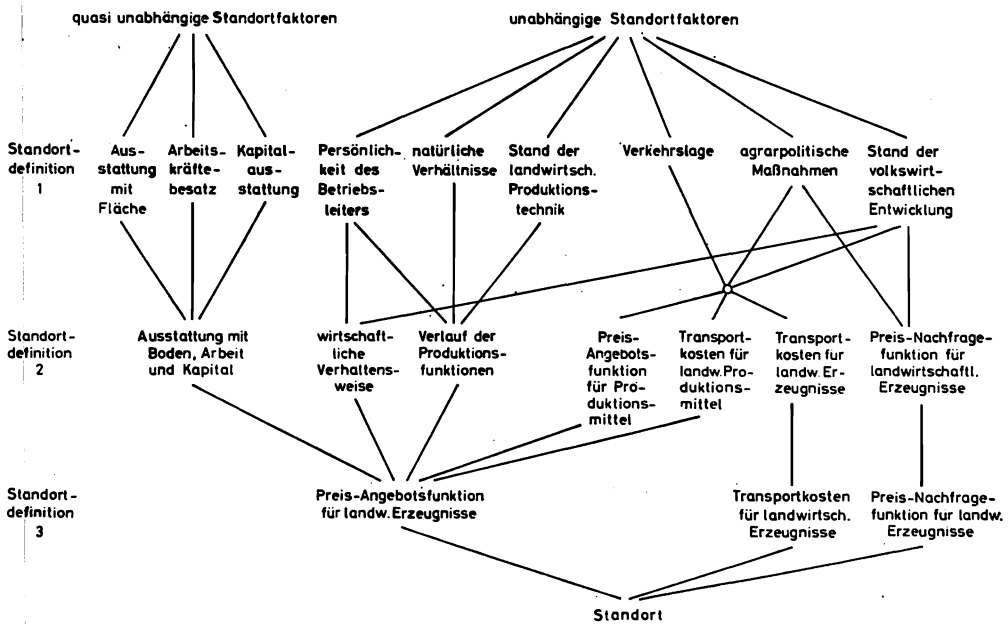 quasi unabhängige Standortfaktoren
unabhängige Standortfaktoren
Standort-
definition
1
Aus-
stattung
mit
Fläche
Arbeits-
kräfte-
besatz
Kapital-
aus-
stattung
Persönlich-
keit des
Betriebs-
leiters
natürliche
Verhältnisse
Stand der
landwirtsch.
Produktions-
technik
Verkehrslage
agrarpolitische
Maßnahmen
Stand der
volkswirt-
schaftlichen
Entwicklung
Standort-
definition
2
Ausstattung mit
Boden, Arbeit
und Kapital
wirtschaft-
liche
Verhaltens-
weise
Verlauf der
Produktions-
funktionen
Preis-
Angebots-
funktion
für Pro-
duktions-
mittel
Transport-
kosten für
landw. Pro-
duktions-
mittel
Transport-
kosten fur
landw. Er-
zeugnisse
Preis-Nachfrage-
funktion für
landwirtschaftl.
Erzeugnisse
Standort-
definition
3
Preis-Angebotsfunktion
für landw. Erzeugnisse
Transportkosten
für landwirtsch.
Erzeugnisse
Preis-Nachfrage-
funktion fur landw.
Erzeugnisse
Standort